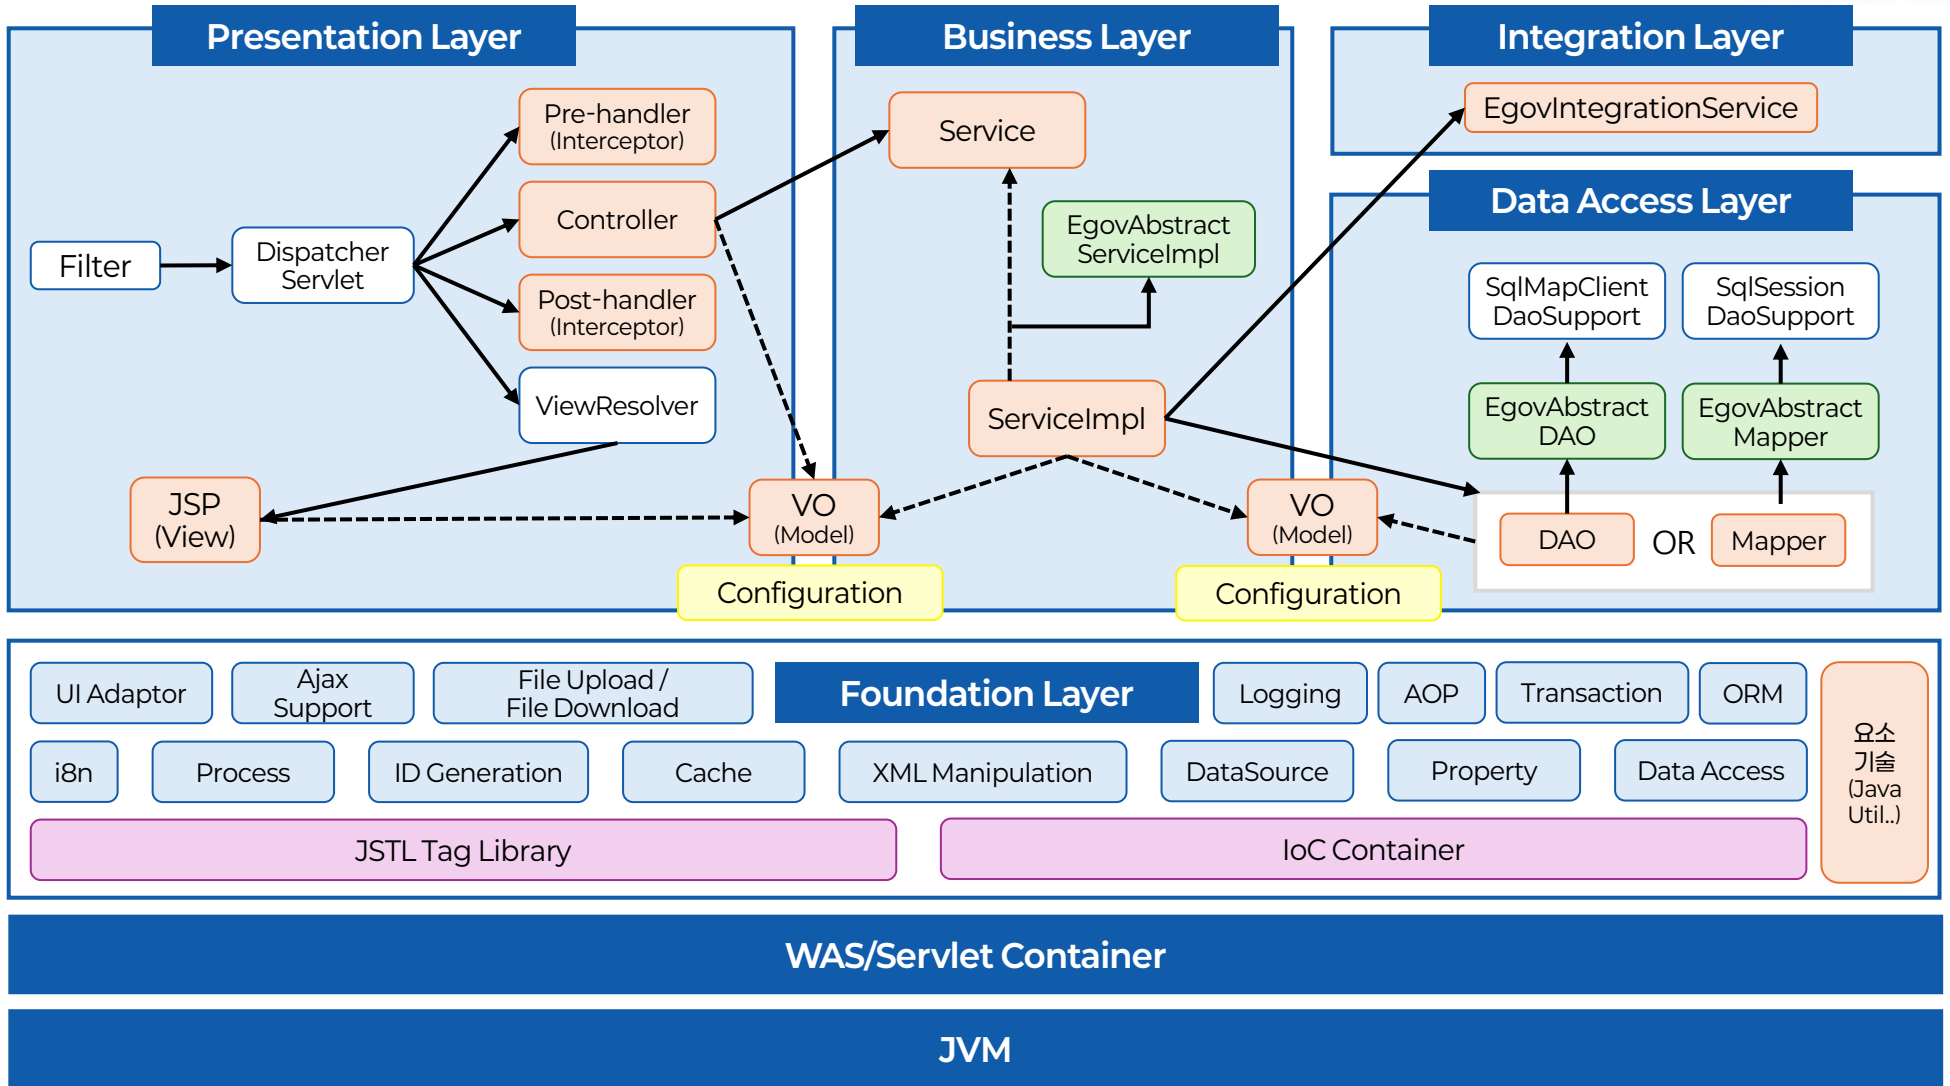 Presentation Layer
Business Layer
Integration Layer
Pre-handler
(Interceptor)
Controller
Filter
Dispatcher
Servlet
Post-handler
(Interceptor)
ViewResolver
JSP
(View)
Service
EgovAbstract
ServiceImpl
ServiceImpl
VO
(Model)
VO
(Model)
Configuration
Configuration
EgovIntegrationService
Data Access Layer
SqlMapClient
DaoSupport
SqlSession
DaoSupport
EgovAbstract
DAO
EgovAbstract
Mapper
DAO
OR
Mapper
UI Adaptor
Ajax
Support
File Upload /
File Download
Foundation Layer
Logging
AOP
Transaction
ORM
i8n
Process
ID Generation
Cache
XML Manipulation
DataSource
Property
Data Access
요소
기술
(Java
Util..)
JSTL Tag Library
IoC Container
WAS/Servlet Container
JVM